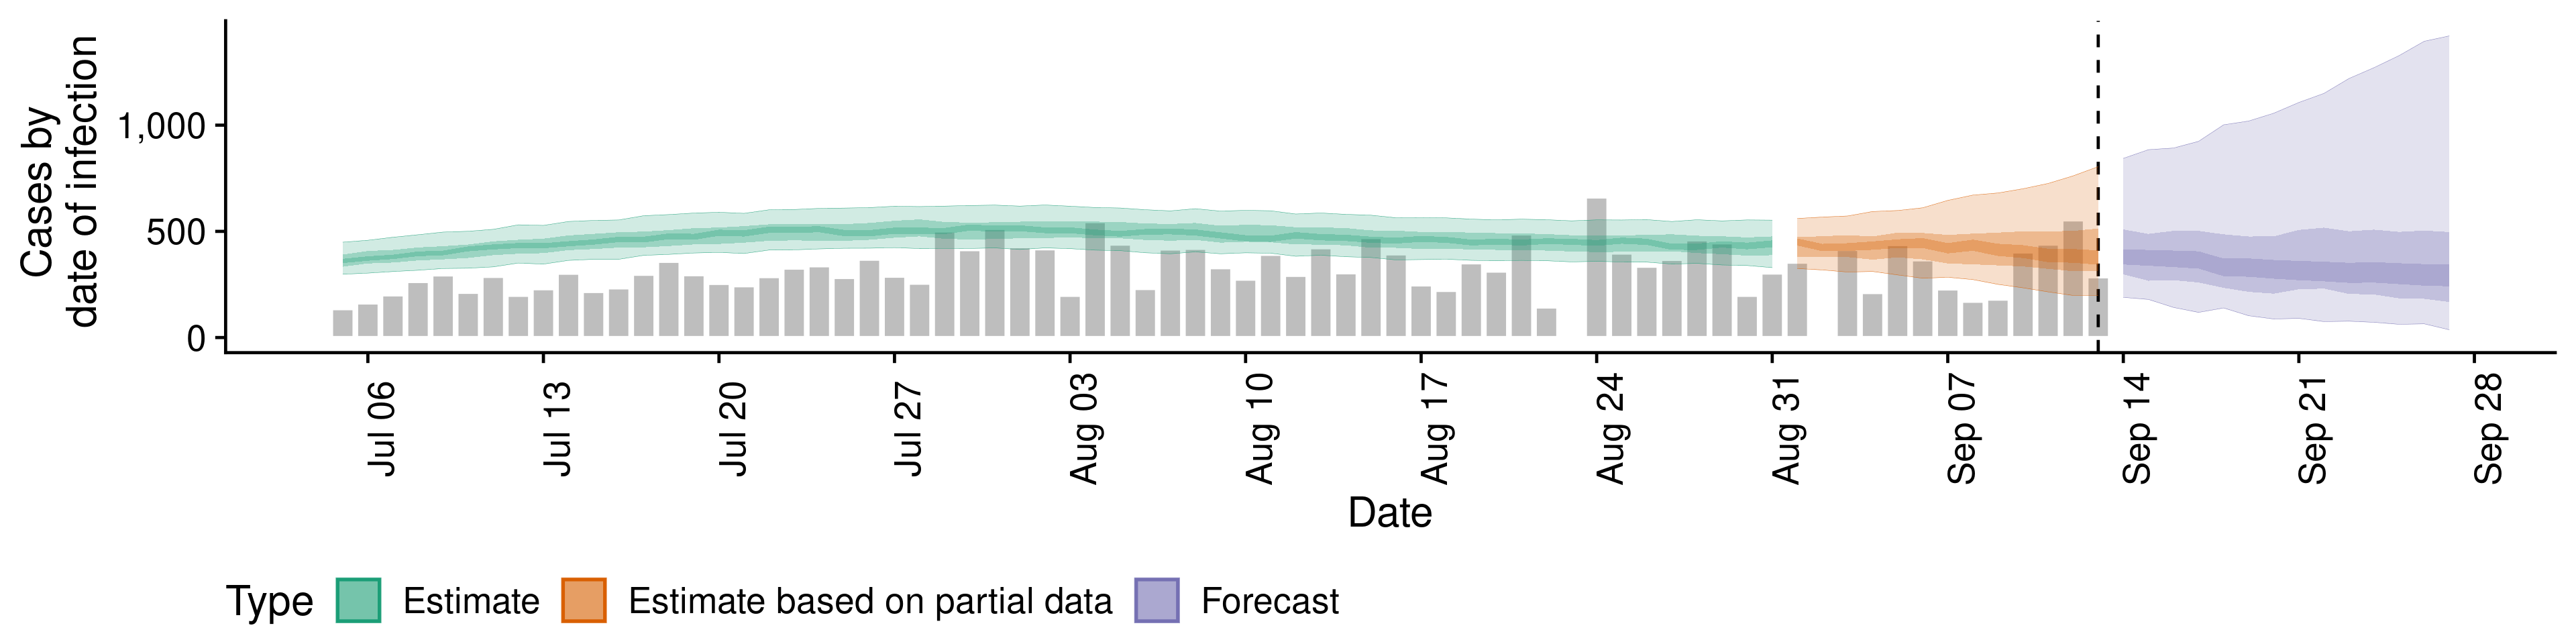 Cases by
date of infection
1,000
500
0
Jul 06
Jul 13
Jul 20
Jul 27
Aug 03
Aug 10
Aug 17
Aug 24
Aug 31
Sep 07
Sep 14
Sep 21
Sep 28
Date
Type Estimate Estimate based on partial data Forecast